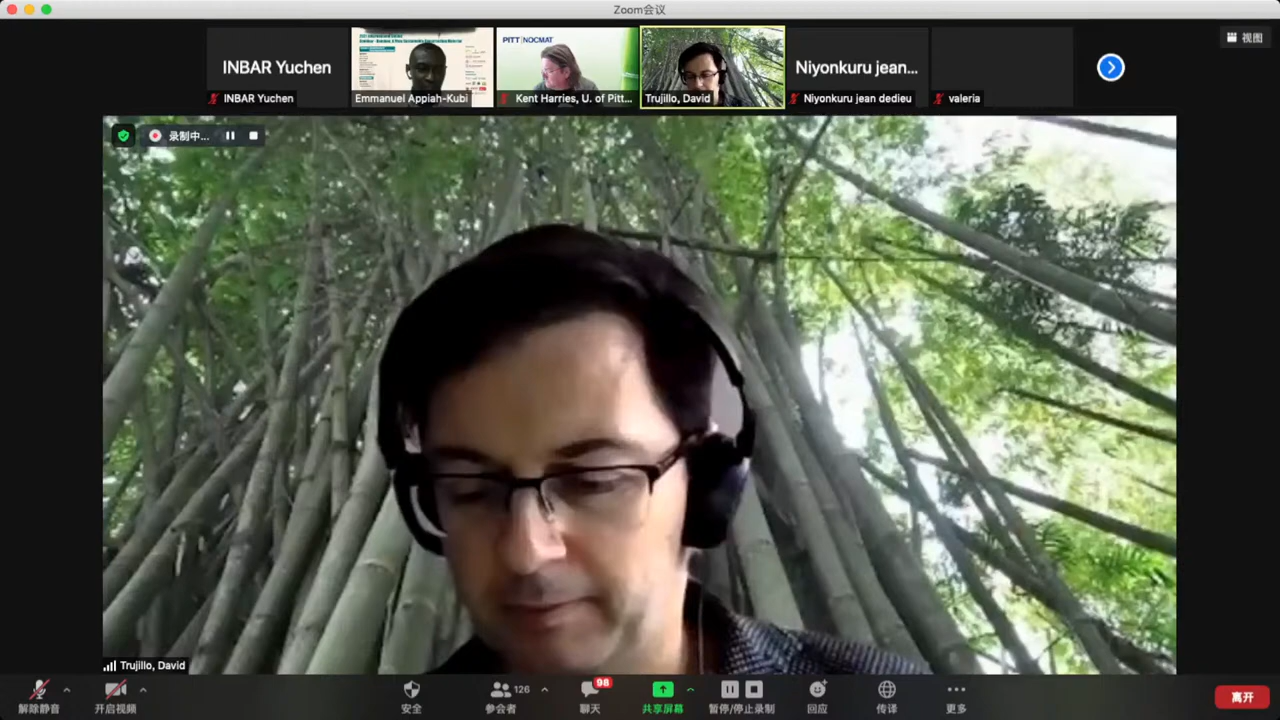 Zoom会议
INBAR Yuchen
INBAR Yuchen
Emmanuel Appiah-Kubi
PITT | NOCMAT
Kent Harries, U. of Pitt...
Trujillo, David
Niyonkuru jean...
Niyonkuru jean dedieu
valeria
视图
录制中...
Trujillo, David
解除静音
开启视频
安全
126
参会者
98
聊天
共享屏幕
暂停/停止录制
回应
传译
更多
离开